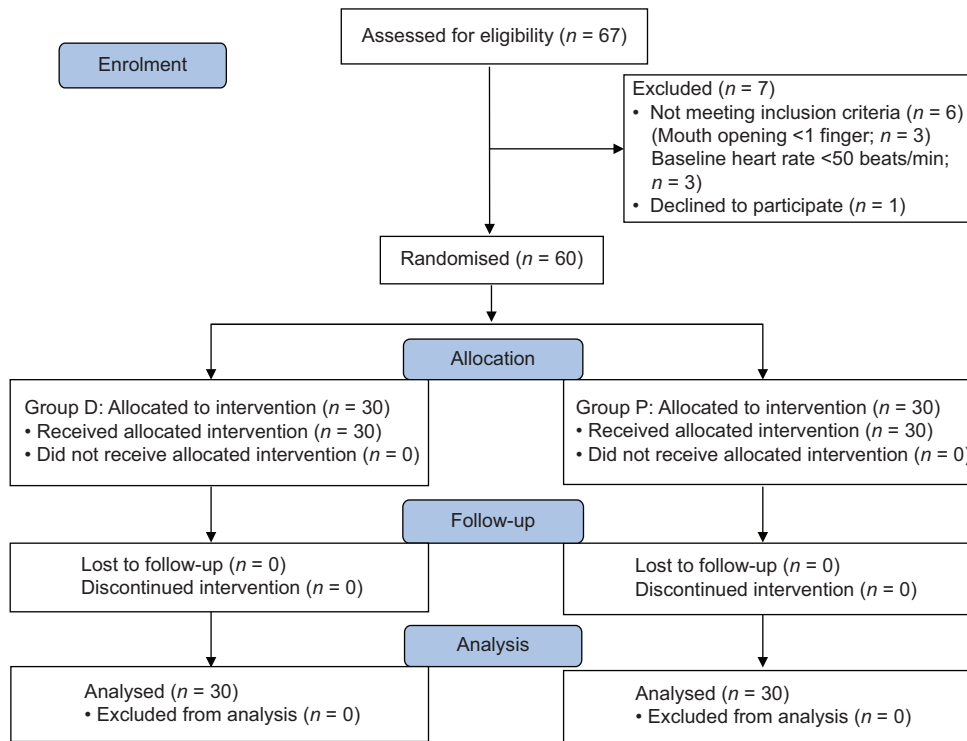 Assessed for eligibility (n = 67)
Enrolment
Excluded (n = 7)
• Not meeting inclusion criteria (n = 6)
(Mouth opening <1 finger; n = 3)
Baseline heart rate <50 beats/min;
n = 3)
• Declined to participate (n = 1)
Randomised (n = 60)
Allocation
Group D: Allocated to intervention (n = 30)
• Received allocated intervention (n = 30)
• Did not receive allocated intervention (n = 0)
Group P: Allocated to intervention (n = 30)
• Received allocated intervention (n = 30)
• Did not receive allocated intervention (n = 0)
Follow-up
Lost to follow-up (n = 0)
Discontinued intervention (n = 0)
Lost to follow-up (n = 0)
Discontinued intervention (n = 0)
Analysis
Analysed (n = 30)
• Excluded from analysis (n = 0)
Analysed (n = 30)
• Excluded from analysis (n = 0)